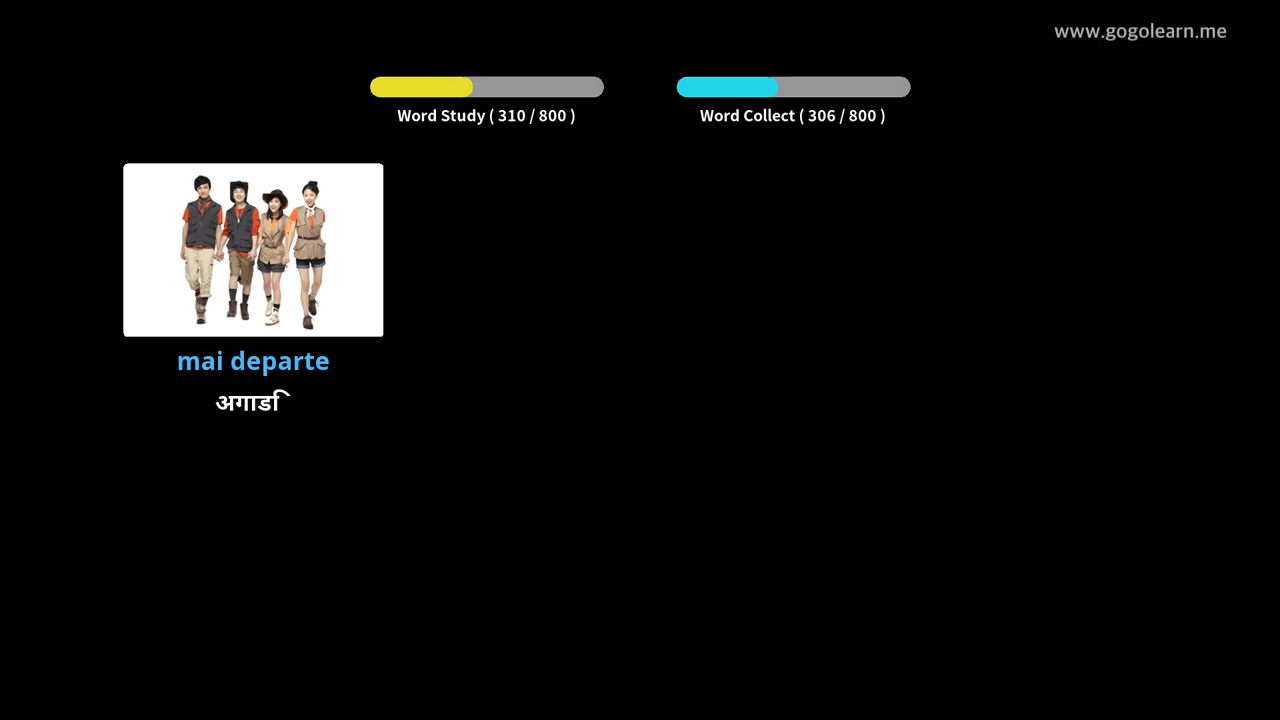 www.gogolearn.me
Word Study ( 310 / 800 )
Word Collect ( 306 / 800 )
mai departe
अगाडि